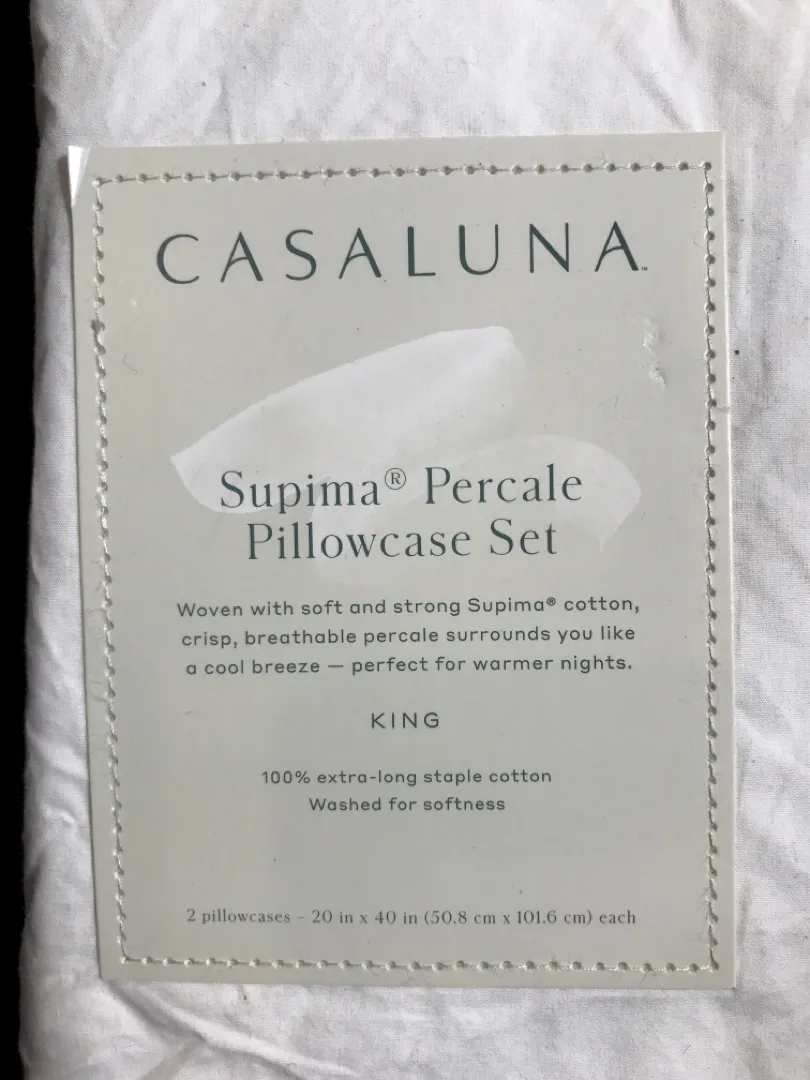 CASALUNA™
Supima® Percale
Pillowcase Set
Woven with soft and strong Supima® cotton,
crisp, breathable percale surrounds you like
a cool breeze — perfect for warmer nights.
KING
100% extra-long staple cotton
Washed for softness
2 pillowcases - 20 in x 40 in (50.8 cm x 101.6 cm) each